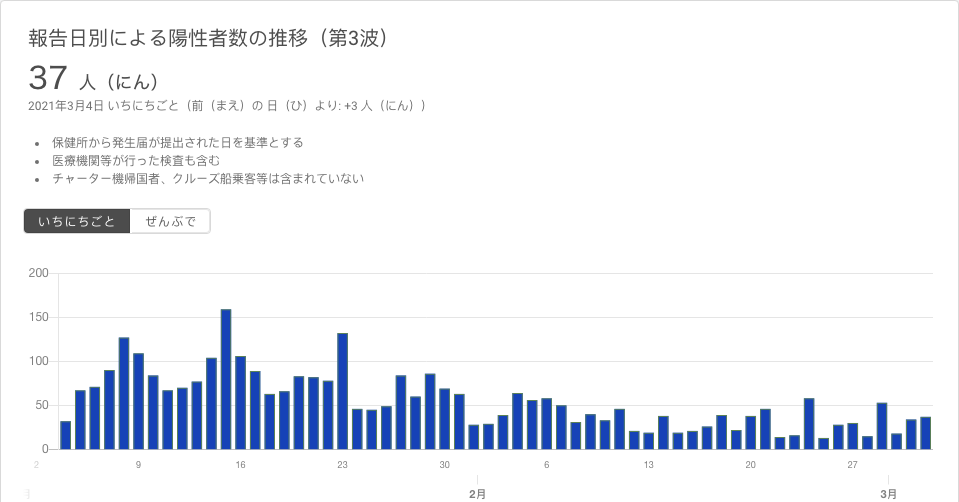 報告日別による陽性者数の推移（第3波）
37 人（にん）
2021年3月4日 いちにちごと（前（まえ）の 日（ひ）より: +3 人（にん））
保健所から発生届が提出された日を基準とする
医療機関等が行った検査も含む
チャーター機帰国者、クルーズ船乗客等は含まれていない
いちにちごと ぜんぶで
200
150
100
50
0
2 9 16 23 30 6 13 20 27
2月 3月